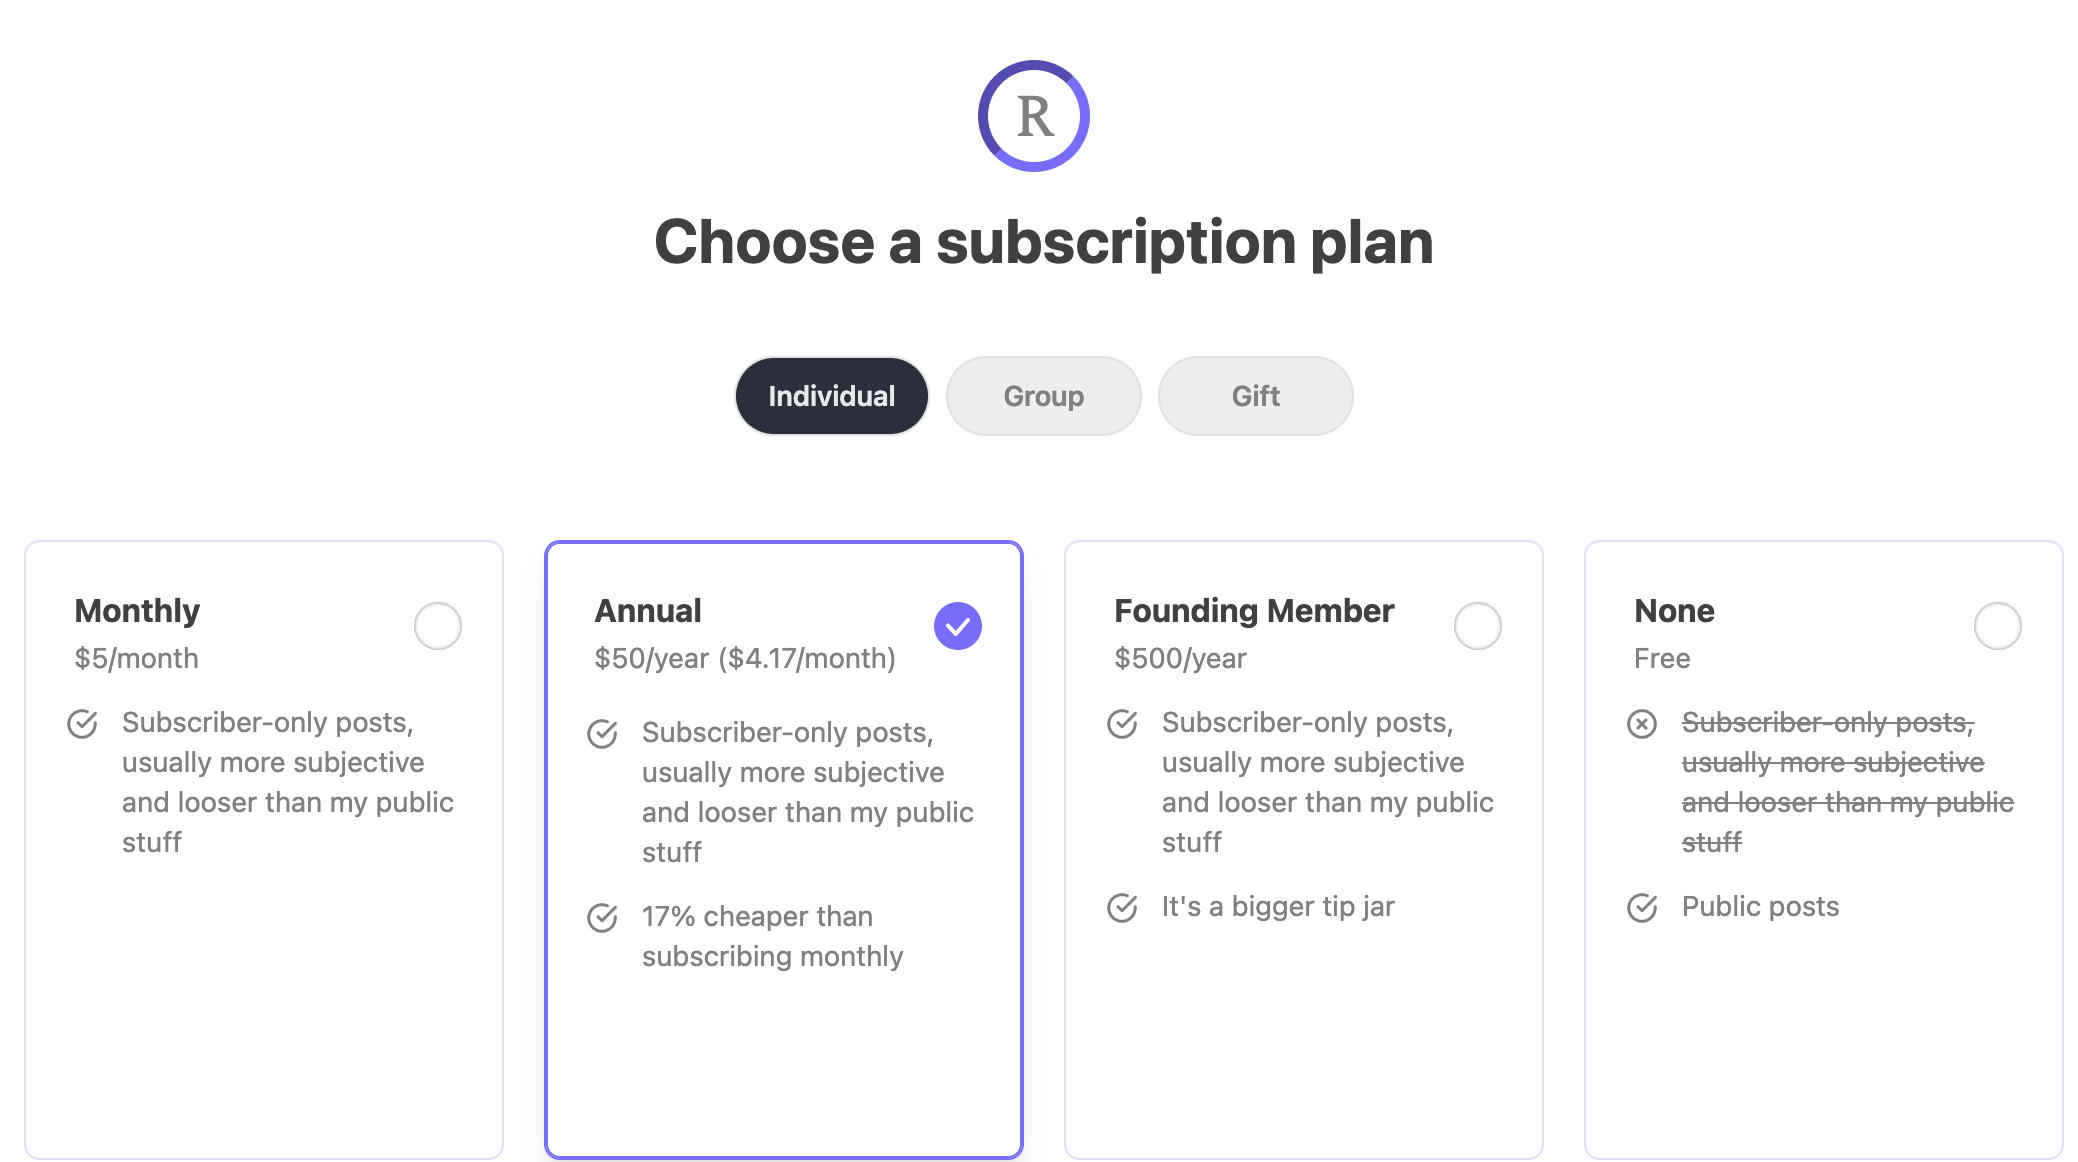 R
Choose a subscription plan
Individual
Group
Gift
Monthly
$5/month
Subscriber-only posts,
usually more subjective
and looser than my public
stuff
Annual
$50/year ($4.17/month)
Subscriber-only posts,
usually more subjective
and looser than my public
stuff
17% cheaper than
subscribing monthly
Founding Member
$500/year
Subscriber-only posts,
usually more subjective
and looser than my public
stuff
It's a bigger tip jar
None
Free
Subscriber-only posts,
usually more subjective
and looser than my public
stuff
Public posts